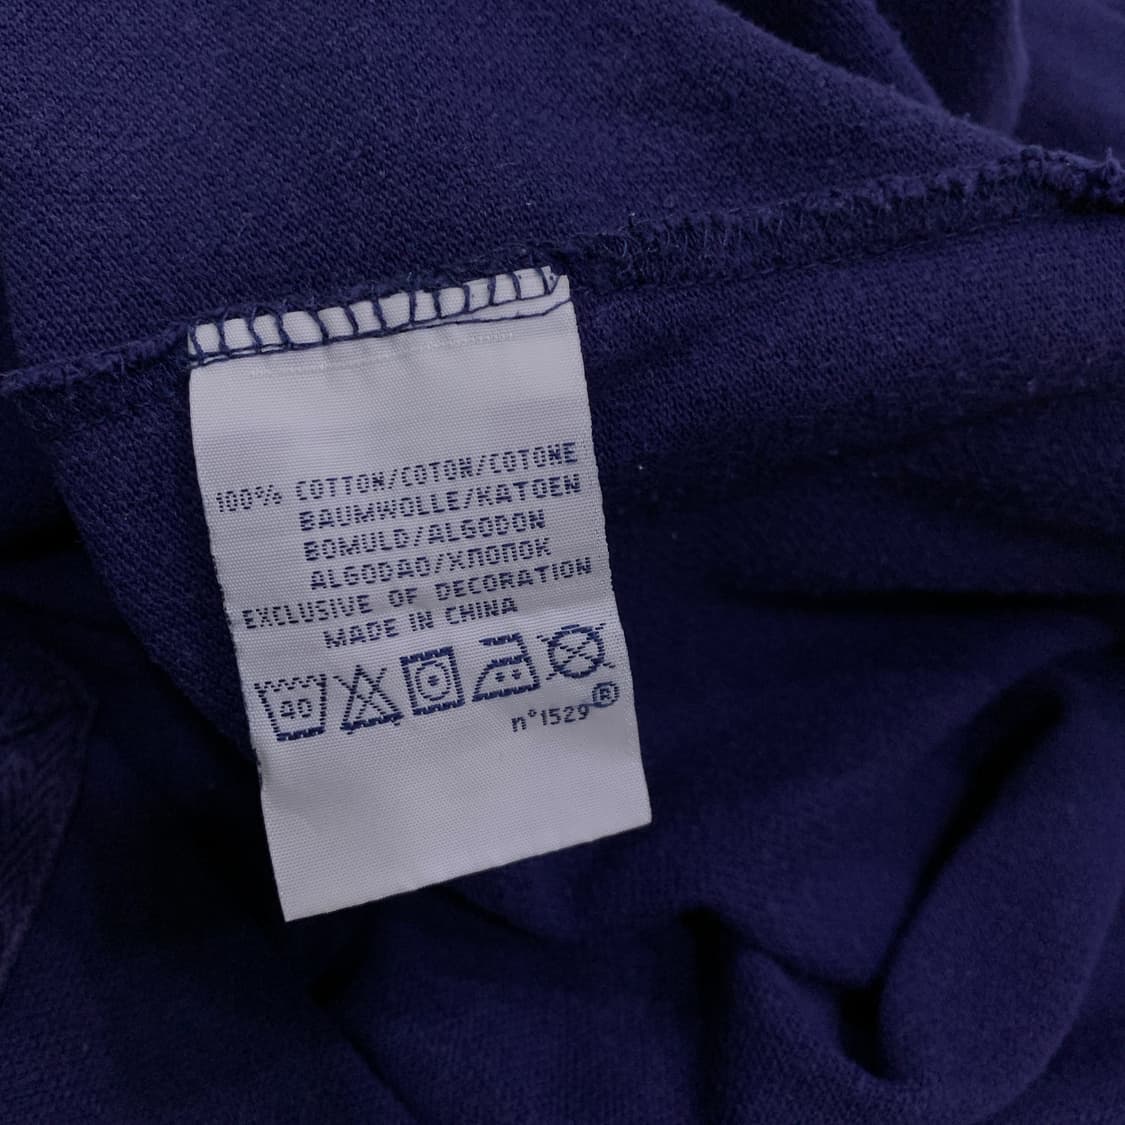 100% COTTON/COTON/COTONE
BAUMWOLLE/KATOEN
BOMULD/ALGODON
ALGODAO/ХЛОПОК
EXCLUSIVE OF DECORATION
MADE IN CHINA
40
n°1529®